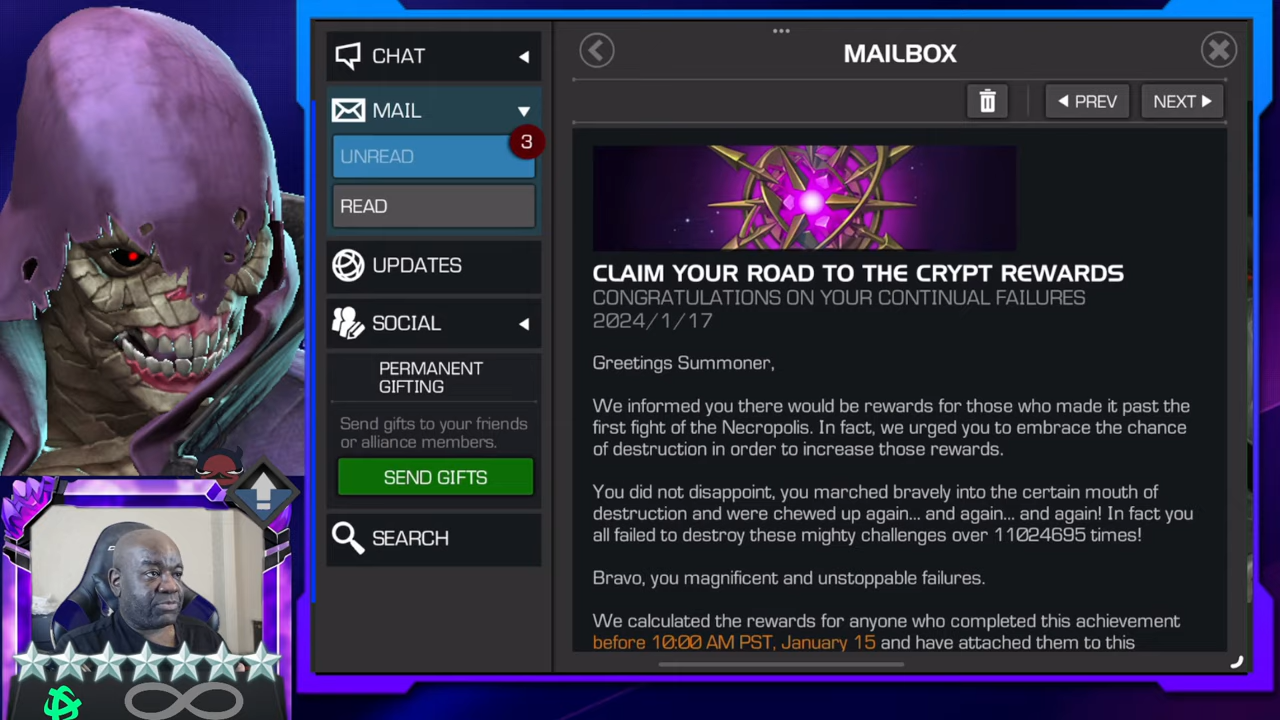 CHAT
MAIL
3
UNREAD
READ
UPDATES
SOCIAL
PERMANENT
GIFTING
Send gifts to your friends
or alliance members.
SEND GIFTS
SEARCH
MAILBOX
PREV
NEXT
CLAIM YOUR ROAD TO THE CRYPT REWARDS
CONGRATULATIONS ON YOUR CONTINUAL FAILURES
2024/1/17
Greetings Summoner,
We informed you there would be rewards for those who made it past the
first fight of the Necropolis. In fact, we urged you to embrace the chance
of destruction in order to increase those rewards.
You did not disappoint, you marched bravely into the certain mouth of
destruction and were chewed up again... and again... and again! In fact you
all failed to destroy these mighty challenges over 11024695 times!
Bravo, you magnificent and unstoppable failures.
We calculated the rewards for anyone who completed this achievement
before 10:00 AM PST, January 15 and have attached them to this